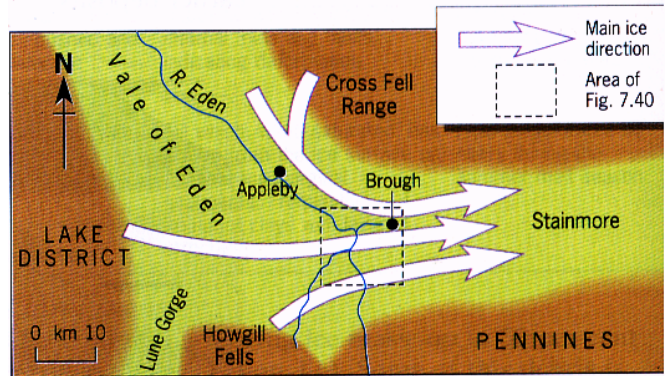 Main ice
direction
Area of
Fig. 7.40
N
Vale of Eden
R. Eden
Cross Fell
Range
Appleby
Brough
Stainmore
LAKE
DISTRICT
Lune Gorge
Howgill
Fells
PENNINES
0 km 10